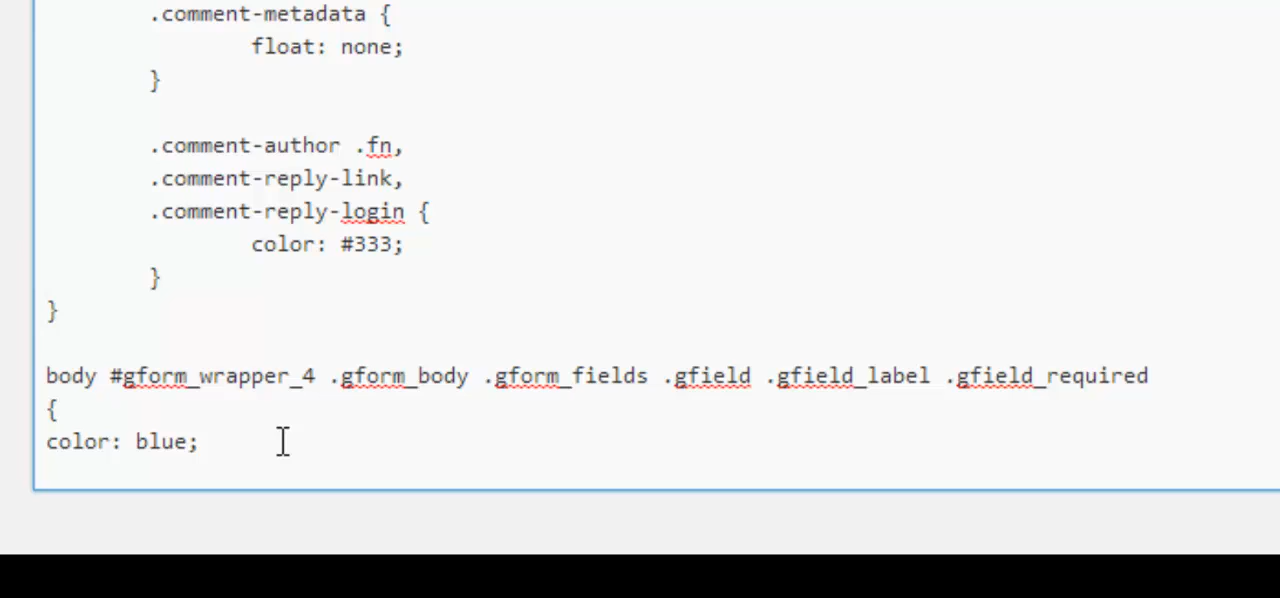 .comment-metadata {
float: none;
}
.comment-author .fn,
.comment-reply-link,
.comment-reply-login {
color: #333;
}
}
body #gform_wrapper_4 .gform_body .gform_fields .gfield .gfield_label .gfield_required
{
color: blue;